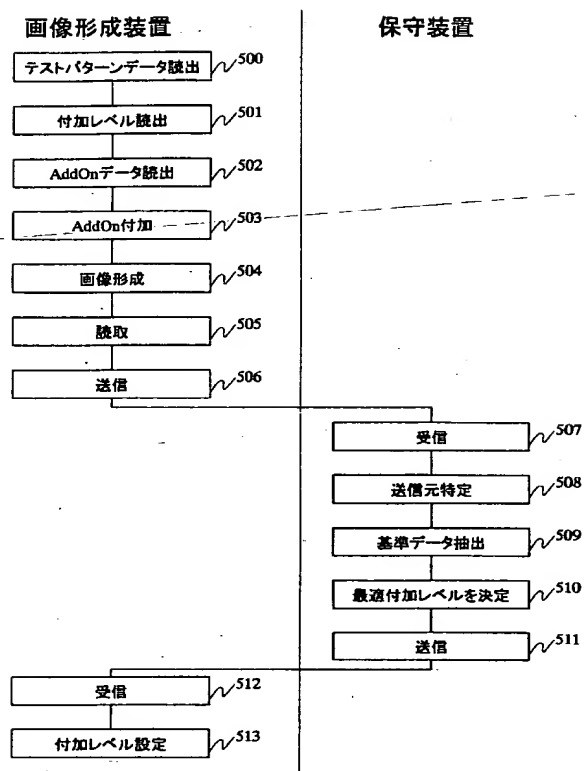 画像形成装置
保守装置
テストパターンデータ読出
500
付加レベル読出
501
AddOnデータ読出
502
AddOn付加
503
画像形成
504
読取
505
送信
506
受信
507
送信元特定
508
基準データ抽出
509
最適付加レベルを決定
510
送信
511
受信
512
付加レベル設定
513